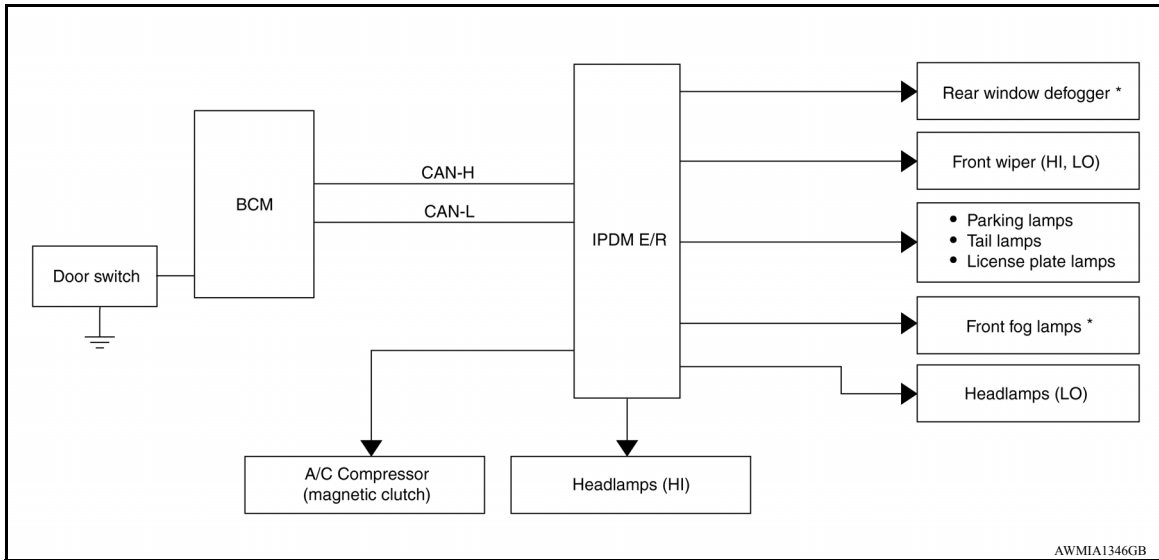 Rear window defogger *
Front wiper (HI, LO)
BCM
CAN-H
CAN-L
IPDM E/R
• Parking lamps
• Tail lamps
• License plate lamps
Door switch
Front fog lamps *
Headlamps (LO)
A/C Compressor
(magnetic clutch)
Headlamps (HI)
AWMIA1346GB